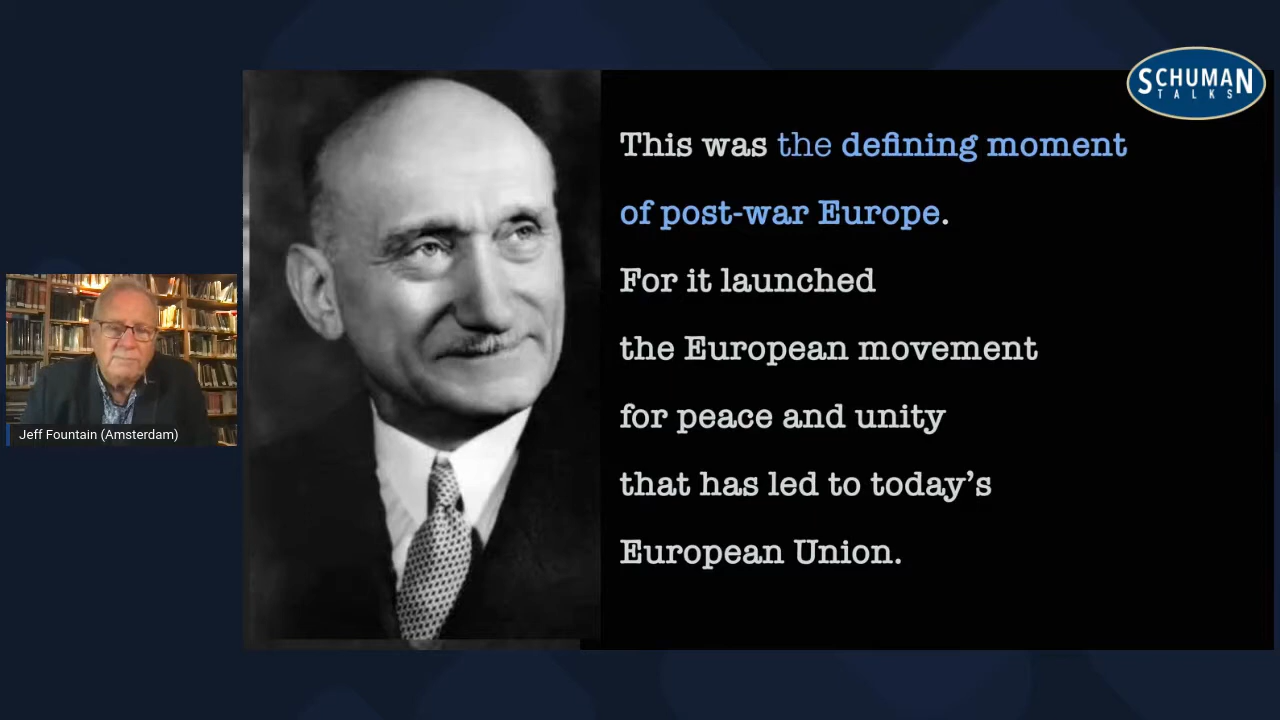 SCHUMAN
TALKS
This was the defining moment
of post-war Europe.
For it launched
the European movement
for peace and unity
that has led to today’s
European Union.
Jeff Fountain (Amsterdam)